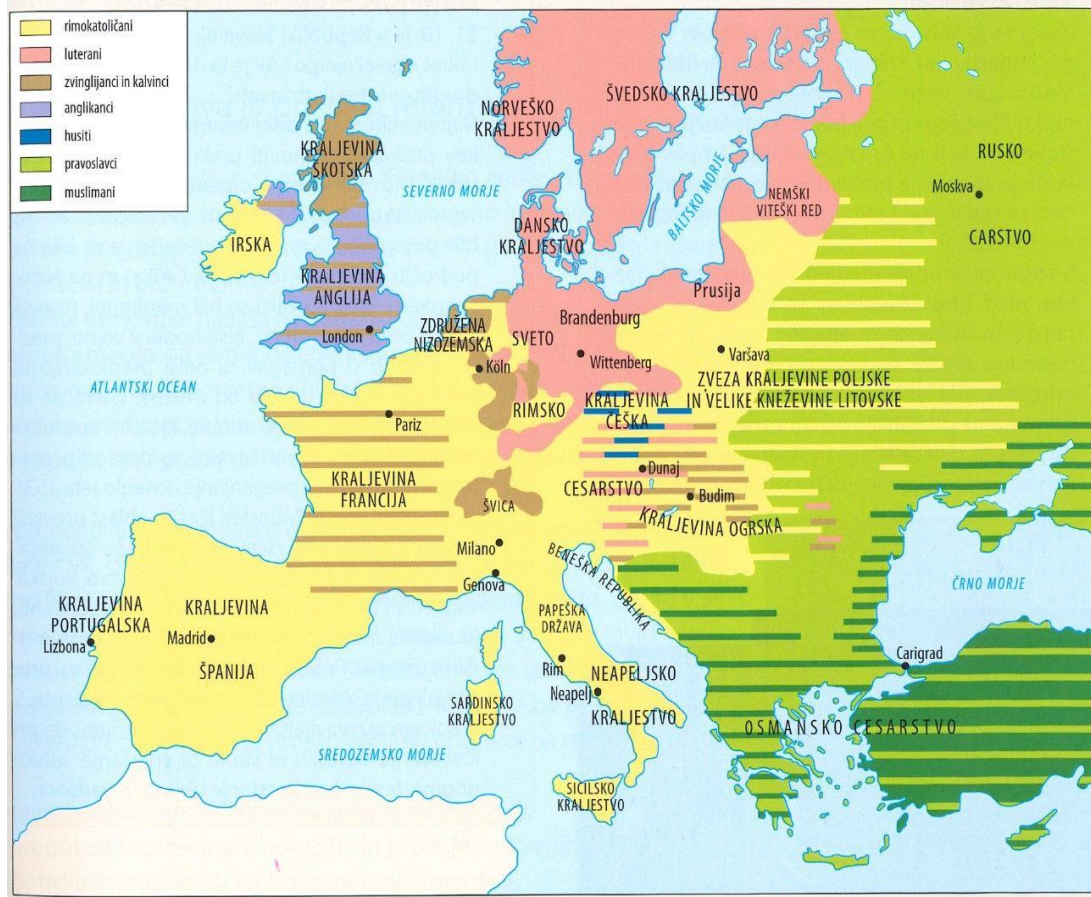 rimokatoličani
luterani
zvinglijanci in kalvinci
anglikanci
husiti
pravoslavci
muslimani
NORVEŠKO
KRALJESTVO
ŠVEDSKO KRALJESTVO
KRALJEVINA
ŠKOTSKA
SEVERNO MORJE
BALTSKO MORJE
NEMŠKI
VITEŠKI RED
RUSKO
Moskva
CARSTVO
IRSKA
DANSKO
KRALJESTVO
KRALJEVINA
ANGLIJA
London
Prusija
ZDRUŽENA
NIZOZEMSKA
SVETO
Brandenburg
Wittenberg
Varšava
Köln
ATLANTSKI OCEAN
RIMSKO
KRALJEVINA
ČEŠKA
ZVEZA KRALJEVINE POLJSKE
IN VELIKE KNEŽEVINE LITOVSKE
Pariz
Dunaj
CESARSTVO
KRALJEVINA
FRANCIJA
ŠVICA
Budim
KRALJEVINA OGRSKA
Milano
Genova
BENEŠKA REPUBLIKA
ČRNO MORJE
KRALJEVINA
PORTUGALSKA
Lizbona
KRALJEVINA
Madrid
ŠPANIJA
PAPEŠKA
DRŽAVA
Rim
Neapelj
NEAPELJSKO
KRALJESTVO
Carigrad
SARDINSKO
KRALJESTVO
OSMANSKO CESARSTVO
SREDOZEMSKO MORJE
SICILSKO
KRALJESTVO